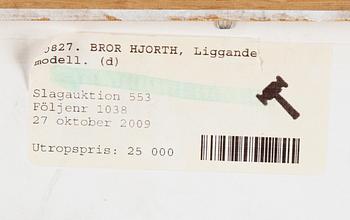 0827. BROR HJORTH, Liggande
modell. (d)
Slagauktion 553
Följenr 1038
27 oktober 2009
Utropspris: 25 000